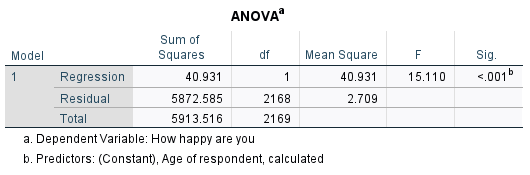 ANOVAa
Model Sum of Squares df Mean Square F Sig.
1 Regression 40.931 1 40.931 15.110 <.001b
Residual 5872.585 2168 2.709
Total 5913.516 2169
a. Dependent Variable: How happy are you
b. Predictors: (Constant), Age of respondent, calculated